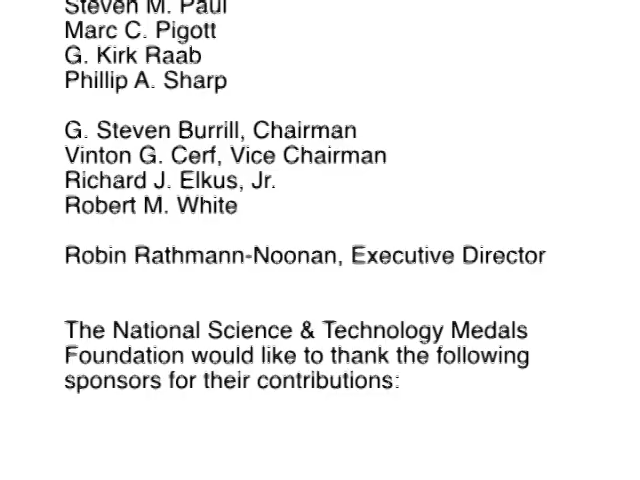 Steven M. Paul
Marc C. Pigott
G. Kirk Raab
Phillip A. Sharp
G. Steven Burrill, Chairman
Vinton G. Cerf, Vice Chairman
Richard J. Elkus, Jr.
Robert M. White
Robin Rathmann-Noonan, Executive Director
The National Science & Technology Medals
Foundation would like to thank the following
sponsors for their contributions: